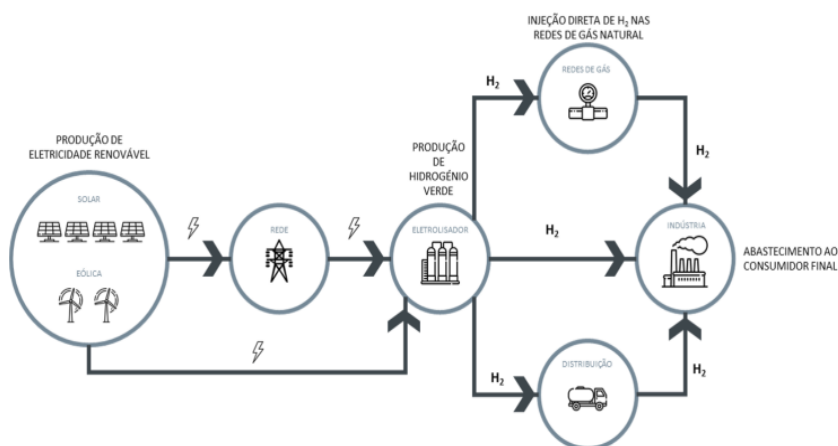 INJEÇÃO DIRETA DE H₂ NAS
REDES DE GÁS NATURAL
REDES DE GÁS
H₂
H₂
PRODUÇÃO DE
ELETRICIDADE RENOVÁVEL
SOLAR
EÓLICA
REDE
PRODUÇÃO
DE
HIDROGÉNIO
VERDE
ELETROLISADOR
H₂
INDÚSTRIA
ABASTECIMENTO AO
CONSUMIDOR FINAL
H₂
DISTRIBUIÇÃO
H₂